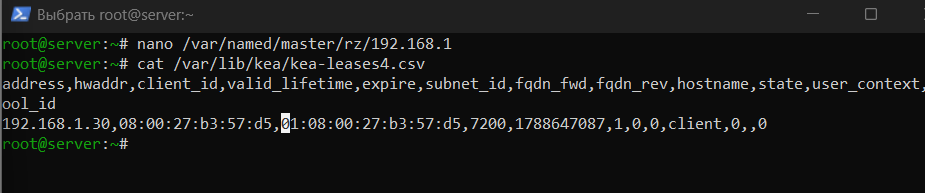 Выбрать root@server:~
root@server:~# nano /var/named/master/rz/192.168.1
root@server:~# cat /var/lib/kea/kea-leases4.csv
address,hwaddr,client_id,valid_lifetime,expire,subnet_id,fqdn_fwd,fqdn_rev,hostname,state,user_context,
ool_id
192.168.1.30,08:00:27:b3:57:d5,01:08:00:27:b3:57:d5,7200,1788647087,1,0,0,client,0,,0
root@server:~#